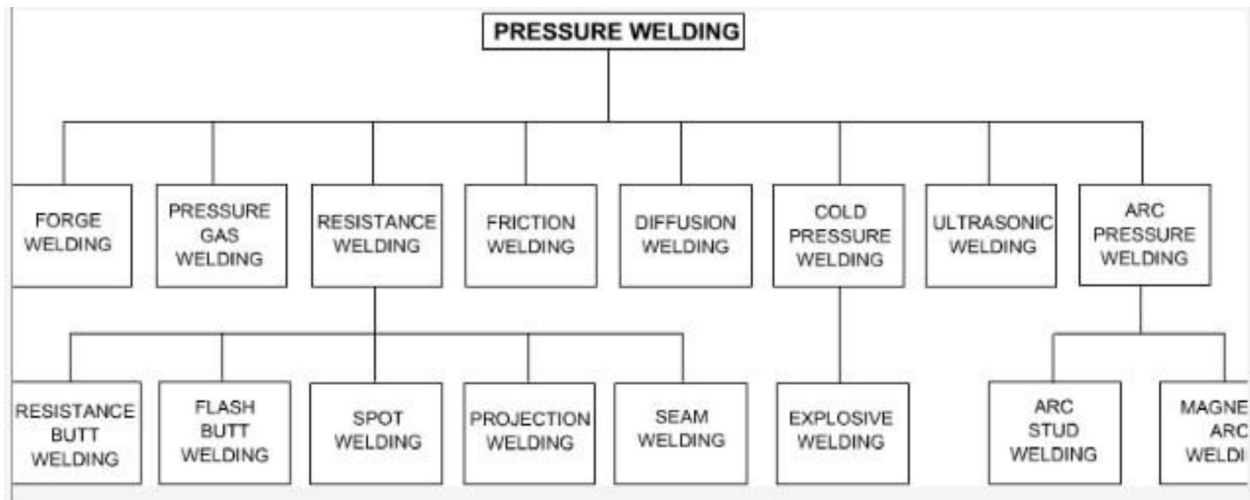 PRESSURE WELDING
FORGE
WELDING
PRESSURE
GAS
WELDING
RESISTANCE
WELDING
FRICTION
WELDING
DIFFUSION
WELDING
COLD
PRESSURE
WELDING
ULTRASONIC
WELDING
ARC
PRESSURE
WELDING
RESISTANCE
BUTT
WELDING
FLASH
BUTT
WELDING
SPOT
WELDING
PROJECTION
WELDING
SEAM
WELDING
EXPLOSIVE
WELDING
ARC
STUD
WELDING
ARC